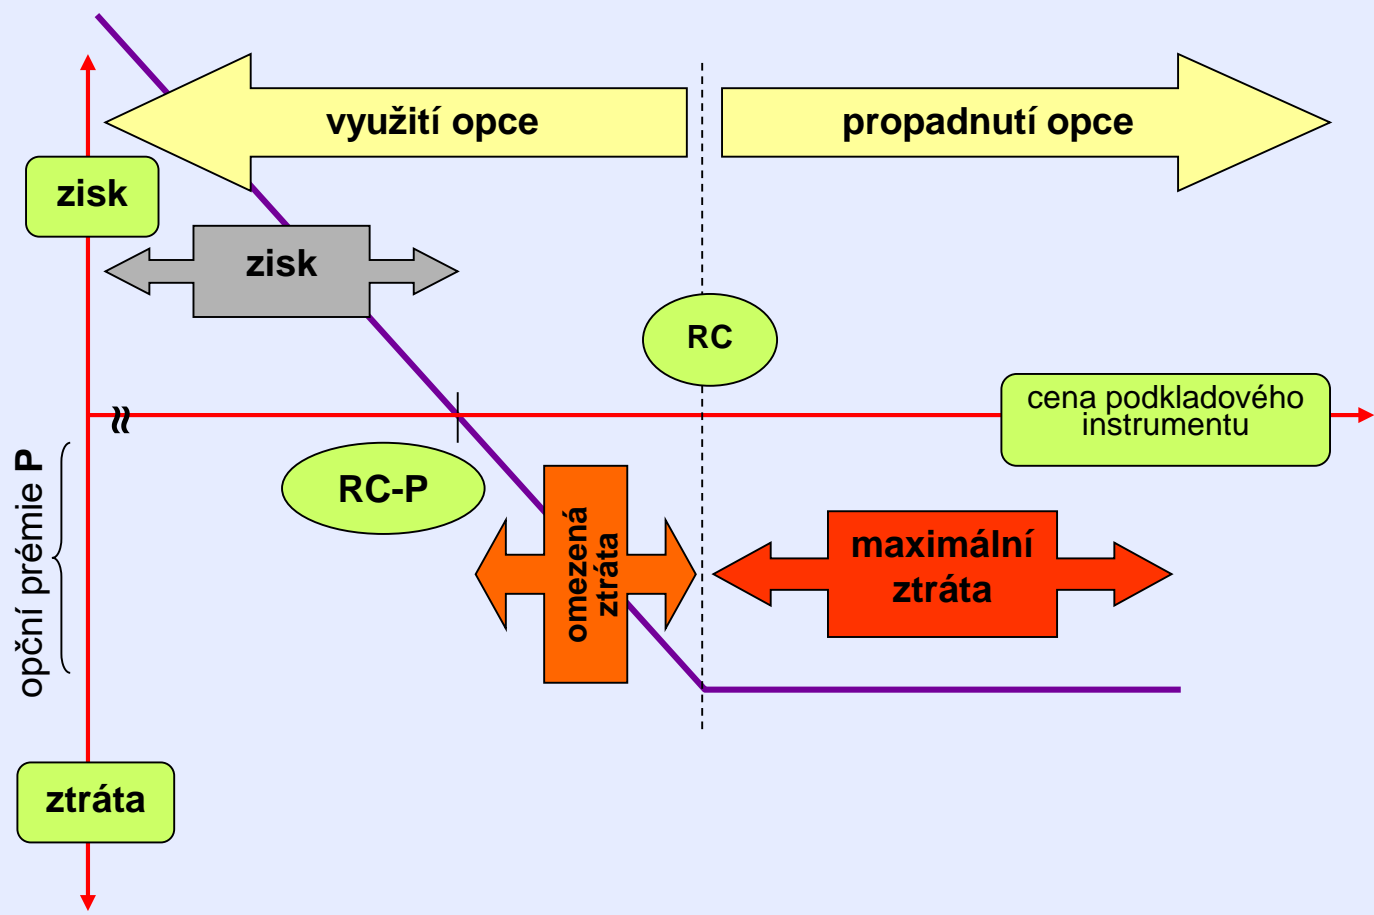 využití opce
propadnutí opce
zisk
zisk
RC
cena podkladového
instrumentu
≈
opční prémie P
RC-P
omezená
ztráta
maximální
ztráta
ztráta